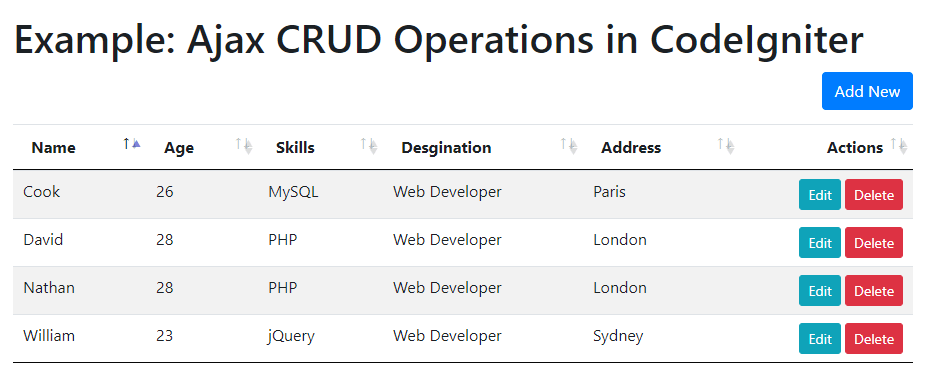 Example: Ajax CRUD Operations in CodeIgniter
Add New
Name Age Skills Desgination Address Actions
Cook 26 MySQL Web Developer Paris Edit Delete
David 28 PHP Web Developer London Edit Delete
Nathan 28 PHP Web Developer London Edit Delete
William 23 jQuery Web Developer Sydney Edit Delete